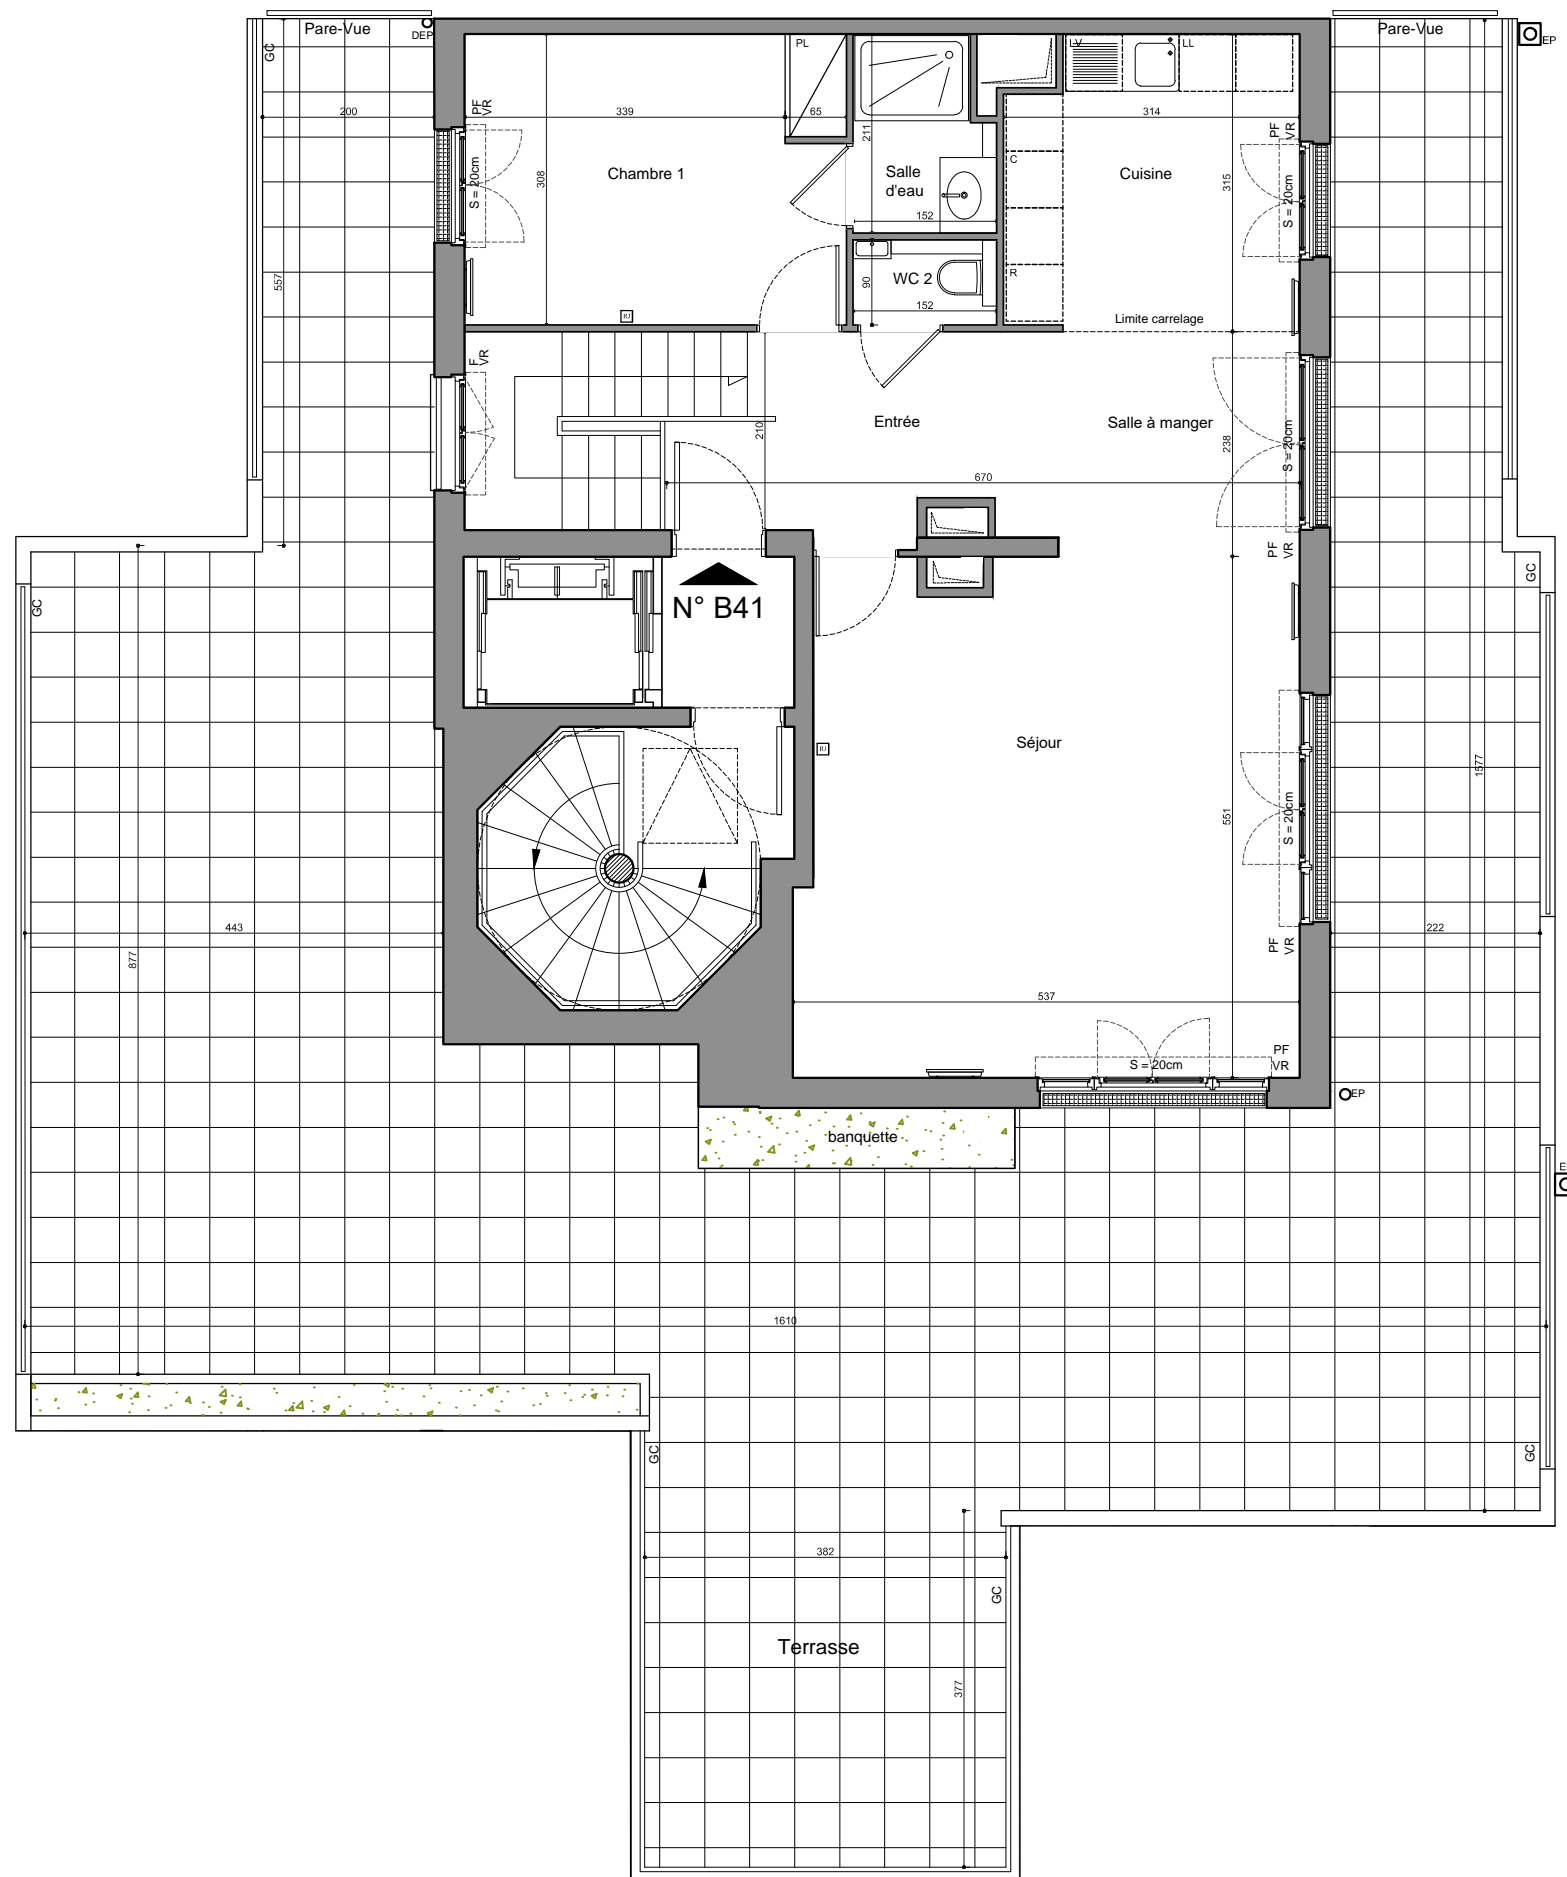 Pare-Vue
DEP
GC
PL
LV
LL
Pare-Vue
EP
200
PF
VR
339
65
211
314
PF
VR
S = 20cm
308
Chambre 1
Salle
d'eau
C
Cuisine
315
S = 20cm
152
557
90
WC 2
R
152
RJ
Limite carrelage
F
VR
210
Entrée
Salle à manger
238
S = 20cm
670
PF
VR
GC
GC
N° B41
Séjour
RJ
1577
551
S = 20cm
443
877
222
PF
VR
537
PF
S = 20cm
VR
EP
banquette
1610
GC
GC
382
GC
Terrasse
377